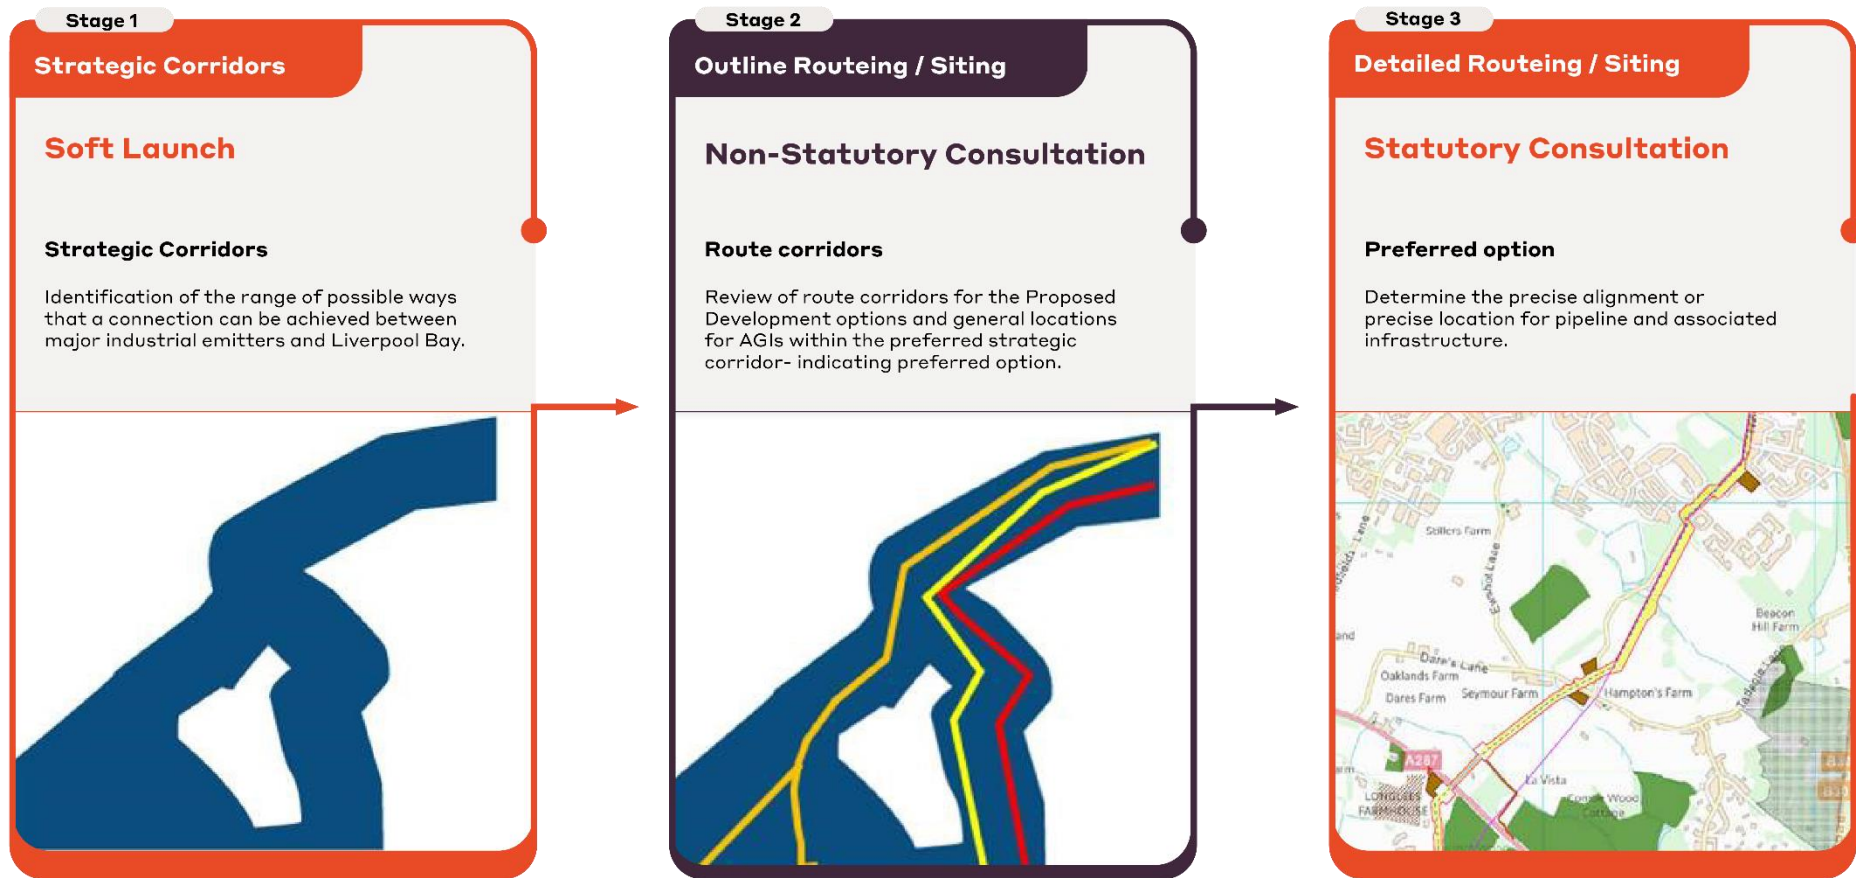 Stage 1
Strategic Corridors
Soft Launch
Strategic Corridors
Identification of the range of possible ways
that a connection can be achieved between
major industrial emitters and Liverpool Bay.
Stage 2
Outline Routeing / Siting
Non-Statutory Consultation
Route corridors
Review of route corridors for the Proposed
Development options and general locations
for AGIs within the preferred strategic
corridor- indicating preferred option.
Stage 3
Detailed Routeing / Siting
Statutory Consultation
Preferred option
Determine the precise alignment or
precise location for pipeline and associated
infrastructure.
Stillers Farm
Ewshot Lane
Beacon
Hill Farm
Dare's Lane
Oaklands Farm
Dares Farm
Seymour Farm
Hampton's Farm
A287
La Vista
FARMHOUSE
Wood
Cottage